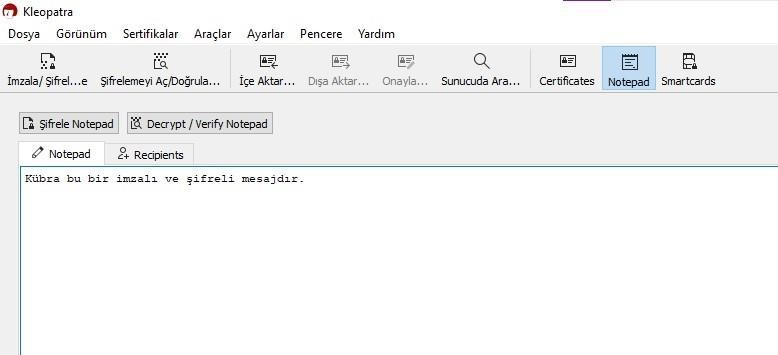 Kleopatra
Dosya Görünüm Sertifikalar Araçlar Ayarlar Pencere Yardım
İmzala/ Şifrel...e Şifrelemeyi Aç/Doğrula... İçe Aktar... Dışa Aktar... Onayla... Sunucuda Ara... Certificates Notepad Smartcards
Şifrele Notepad Decrypt / Verify Notepad
Notepad Recipients
Kübra bu bir imzalı ve şifreli mesajdır.